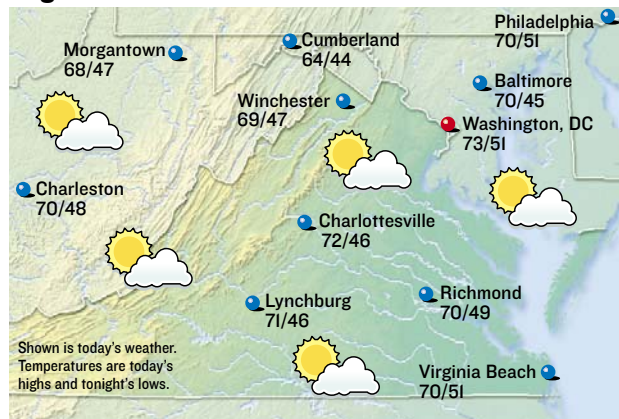 Philadelphia
70/51
Morgantown
68/47
Cumberland
64/44
Baltimore
70/45
Winchester
69/47
Washington, DC
73/51
Charleston
70/48
Charlottesville
72/46
Lynchburg
71/46
Richmond
70/49
Shown is today's weather.
Temperatures are today's
highs and tonight's lows.
Virginia Beach
70/51